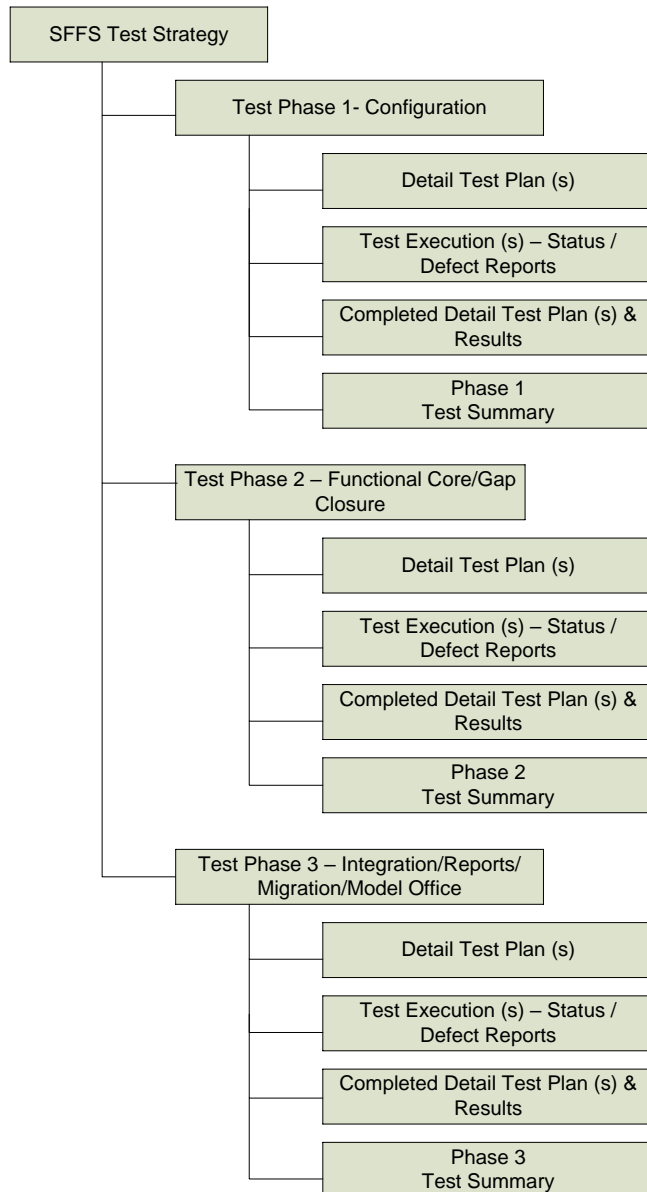 SFFS Test Strategy
Test Phase 1- Configuration
Detail Test Plan (s)
Test Execution (s) – Status /
Defect Reports
Completed Detail Test Plan (s) &
Results
Phase 1
Test Summary
Test Phase 2 – Functional Core/Gap
Closure
Detail Test Plan (s)
Test Execution (s) – Status /
Defect Reports
Completed Detail Test Plan (s) &
Results
Phase 2
Test Summary
Test Phase 3 – Integration/Reports/
Migration/Model Office
Detail Test Plan (s)
Test Execution (s) – Status /
Defect Reports
Completed Detail Test Plan (s) &
Results
Phase 3
Test Summary